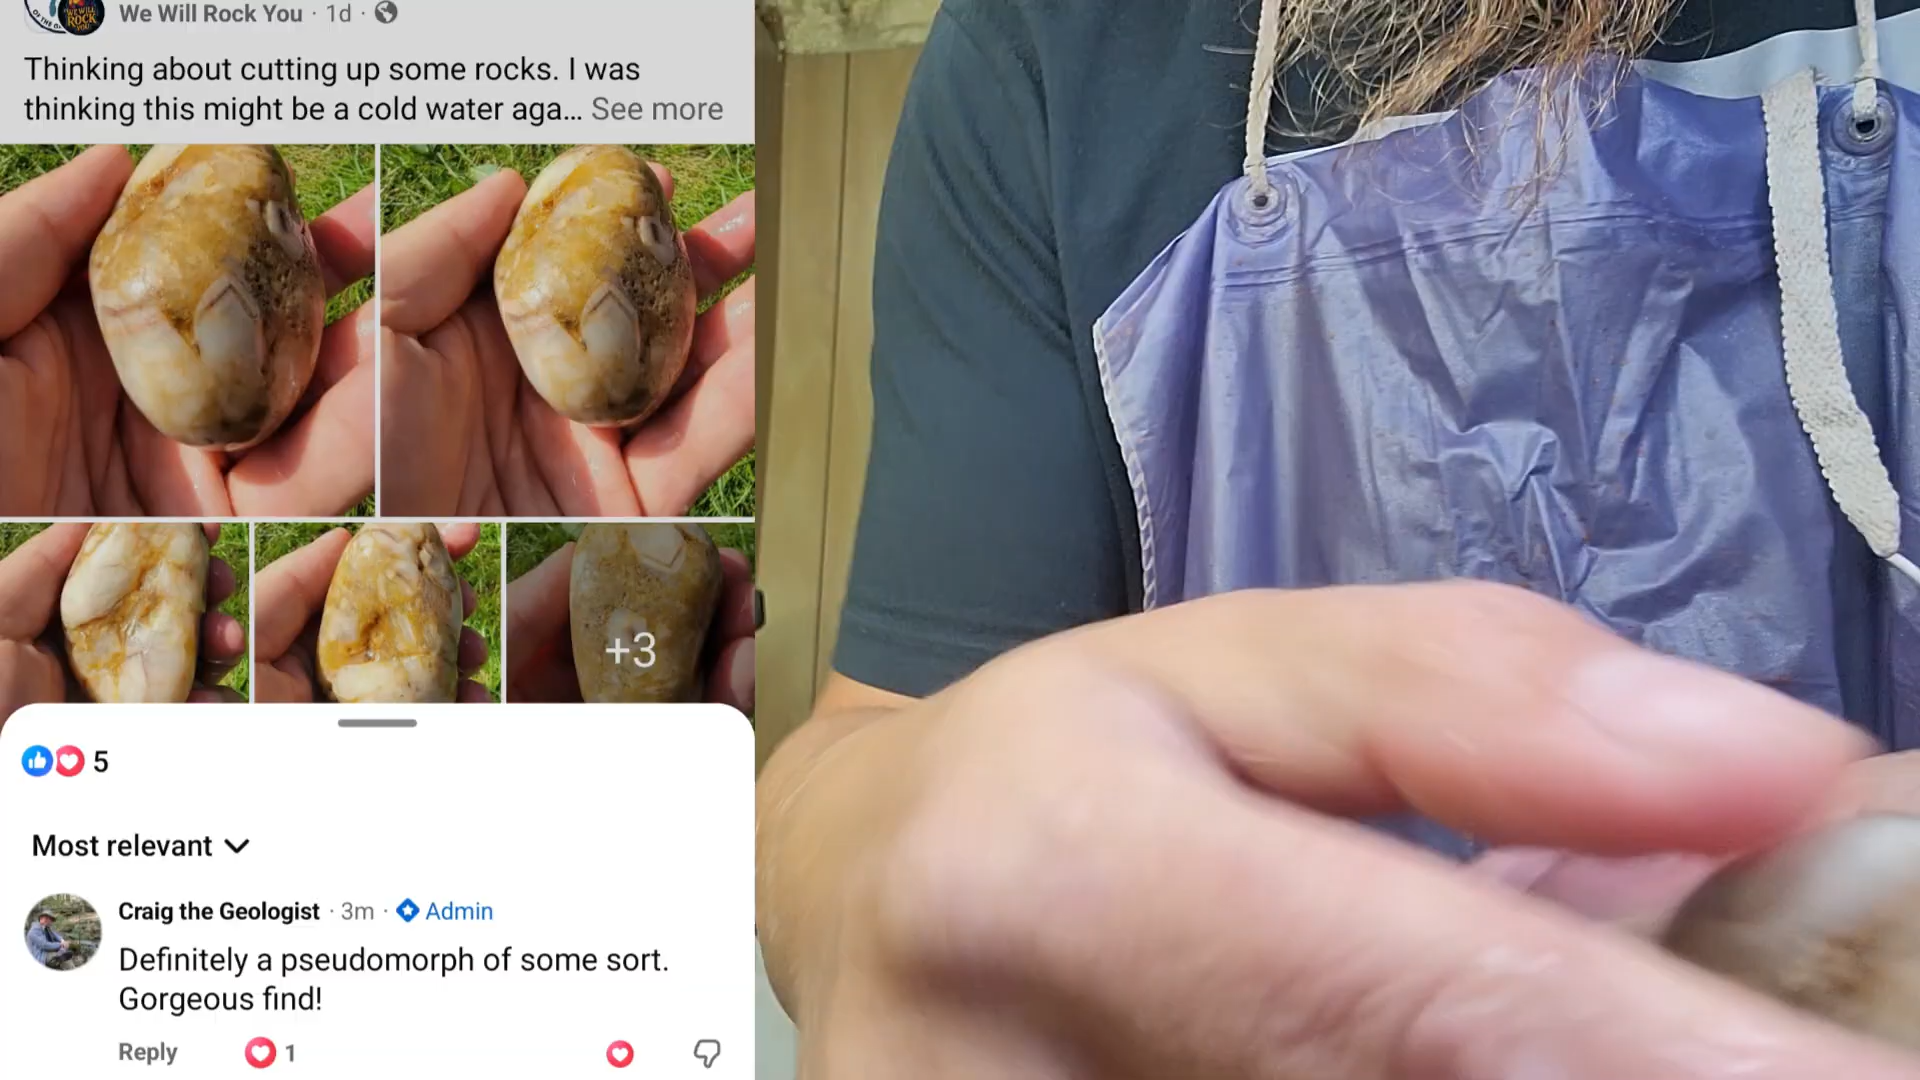 We Will Rock You · 1d ·
Thinking about cutting up some rocks. I was
thinking this might be a cold water aga... See more
+3
5
Most relevant
Craig the Geologist · 3m · Admin
Definitely a pseudomorph of some sort.
Gorgeous find!
Reply 1